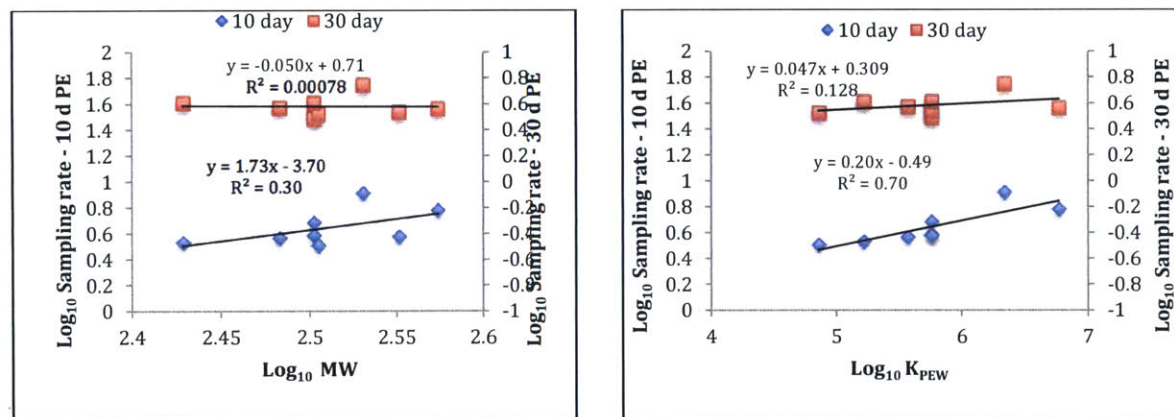 10 day 30 day
Log₁₀ Sampling rate - 10 d PE
2
1.8
1.6
1.4
1.2
1
0.8
0.6
0.4
0.2
0
y = -0.050x + 0.71
R² = 0.00078
y = 1.73x - 3.70
R² = 0.30
1
0.8
0.6
0.4
0.2
0
-0.2
-0.4
-0.6
-0.8
-1
Log₁₀ Sampling rate - 30 d PE
2.4 2.45 2.5 2.55 2.6
Log₁₀ MW
10 day 30 day
Log₁₀ Sampling rate - 10 d PE
2
1.8
1.6
1.4
1.2
1
0.8
0.6
0.4
0.2
0
y = 0.047x + 0.309
R² = 0.128
y = 0.20x - 0.49
R² = 0.70
1
0.8
0.6
0.4
0.2
0
-0.2
-0.4
-0.6
-0.8
-1
Log₁₀ Sampling rate - 30 d PE
4 5 6 7
Log₁₀ K_PEW